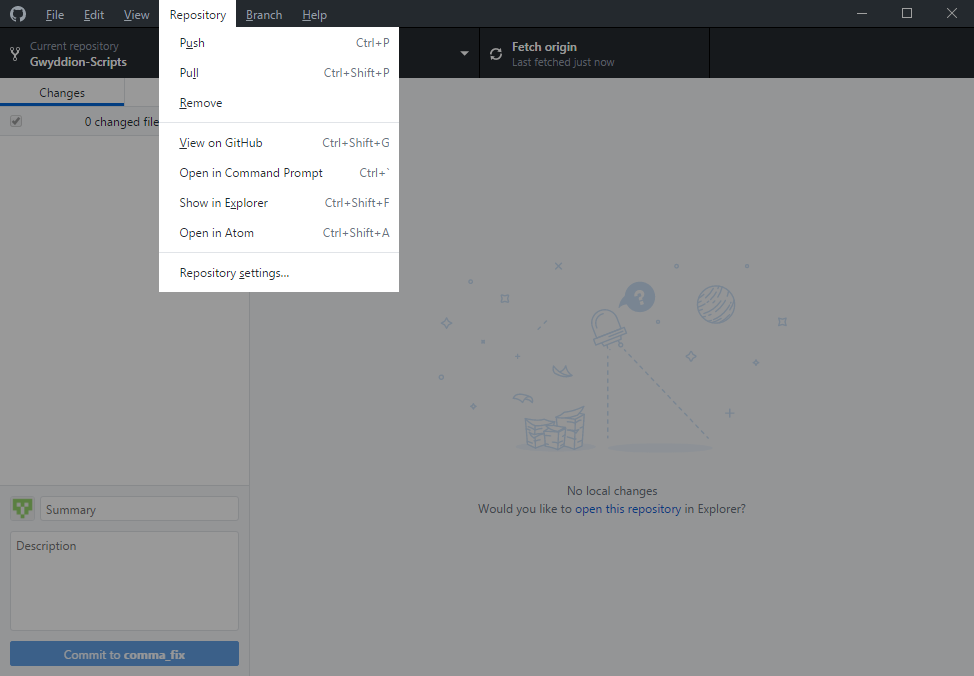 File Edit View Repository Branch Help
Current repository
Gwyddion-Scripts
Fetch origin
Last fetched just now
Push Ctrl+P
Pull Ctrl+Shift+P
Remove
View on GitHub Ctrl+Shift+G
Open in Command Prompt Ctrl+`
Show in Explorer Ctrl+Shift+F
Open in Atom Ctrl+Shift+A
Repository settings...
Changes
0 changed file
?
No local changes
Would you like to open this repository in Explorer?
Summary
Description
Commit to comma_fix